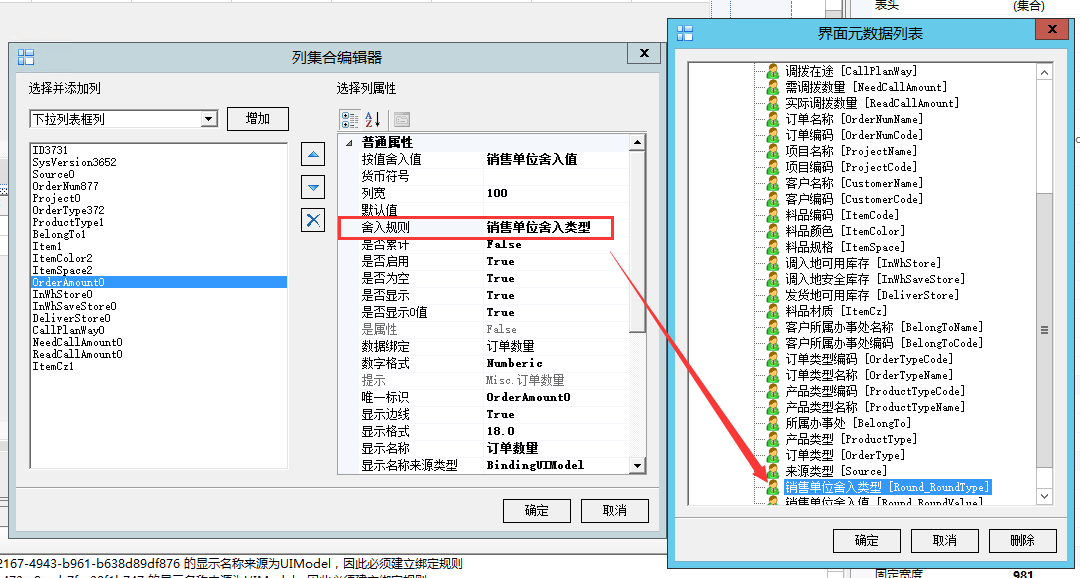 表头
(集合)
列集合编辑器
选择并添加列
下拉列表框列
增加
ID3731
SysVersion3652
Source0
OrderNum877
Project0
OrderType372
ProductType1
BelongTo1
Item1
ItemColor2
ItemSpace2
OrderAmount0
InWhStore0
InWhSaveStore0
DeliverStore0
CallPlanWay0
NeedCallAmount0
ReadCallAmount0
ItemCz1
选择列属性
普通属性
按值舍入值 销售单位舍入值
货币符号
列宽 100
默认值
舍入规则 销售单位舍入类型
是否累计 False
是否启用 True
是否为空 True
是否显示 True
是否显示0值 True
是属性 False
数据绑定 订单数量
数字格式 Numberic
提示 Misc.订单数量
唯一标识 OrderAmount0
显示边线 True
显示格式 18.0
显示名称 订单数量
显示名称来源类型 BindingUIModel
确定
取消
界面元数据列表
调拨在途 [CallPlanWay]
需调拨数量 [NeedCallAmount]
实际调拨数量 [ReadCallAmount]
订单名称 [OrderNumName]
订单编码 [OrderNumCode]
项目名称 [ProjectName]
项目编码 [ProjectCode]
客户名称 [CustomerName]
客户编码 [CustomerCode]
料品编码 [ItemCode]
料品颜色 [ItemColor]
料品规格 [ItemSpace]
调入地可用库存 [InWhStore]
调入地安全库存 [InWhSaveStore]
发货地可用库存 [DeliverStore]
料品材质 [ItemCz]
客户所属办事处名称 [BelongToName]
客户所属办事处编码 [BelongToCode]
订单类型编码 [OrderTypeCode]
订单类型名称 [OrderTypeName]
产品类型编码 [ProductTypeCode]
产品类型名称 [ProductTypeName]
所属办事处 [BelongTo]
产品类型 [ProductType]
订单类型 [OrderType]
来源类型 [Source]
销售单位舍入类型 [Round_RoundType]
销售单位舍入值 [Round_RoundValue]
确定
取消
删除
2167-4943-b961-b638d89df876 的显示名称来源为UIModel，因此必须建立绑定规则
固定宽度 981